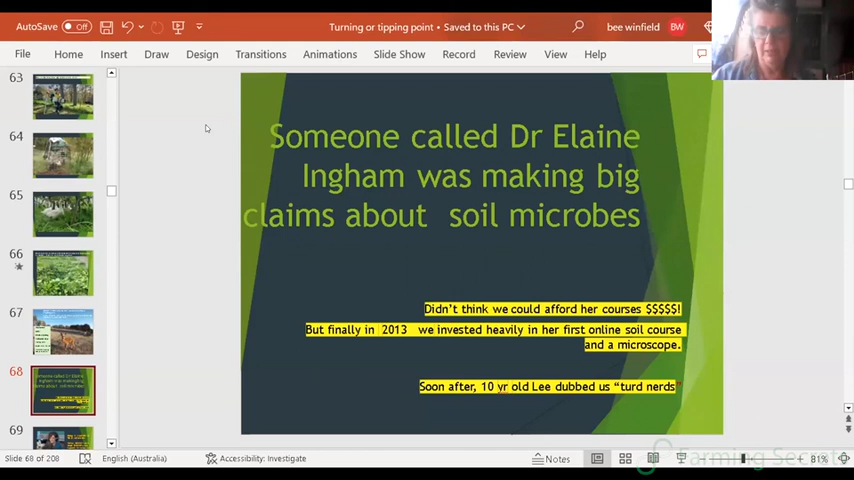 AutoSave Off Turning or tipping point - Saved to this PC bee winfield BW
File Home Insert Draw Design Transitions Animations Slide Show Record Review View Help
63
64
65
66
67
68
69
Someone called Dr Elaine
Ingham was making big
claims about soil microbes
Didn't think we could afford her courses $$$$$!
But finally in 2013 we invested heavily in her first online soil course
and a microscope.
Soon after, 10 yr old Lee dubbed us "turd nerds"
Slide 68 of 208 English (Australia) Accessibility: Investigate Notes 81%
Farming Secrets